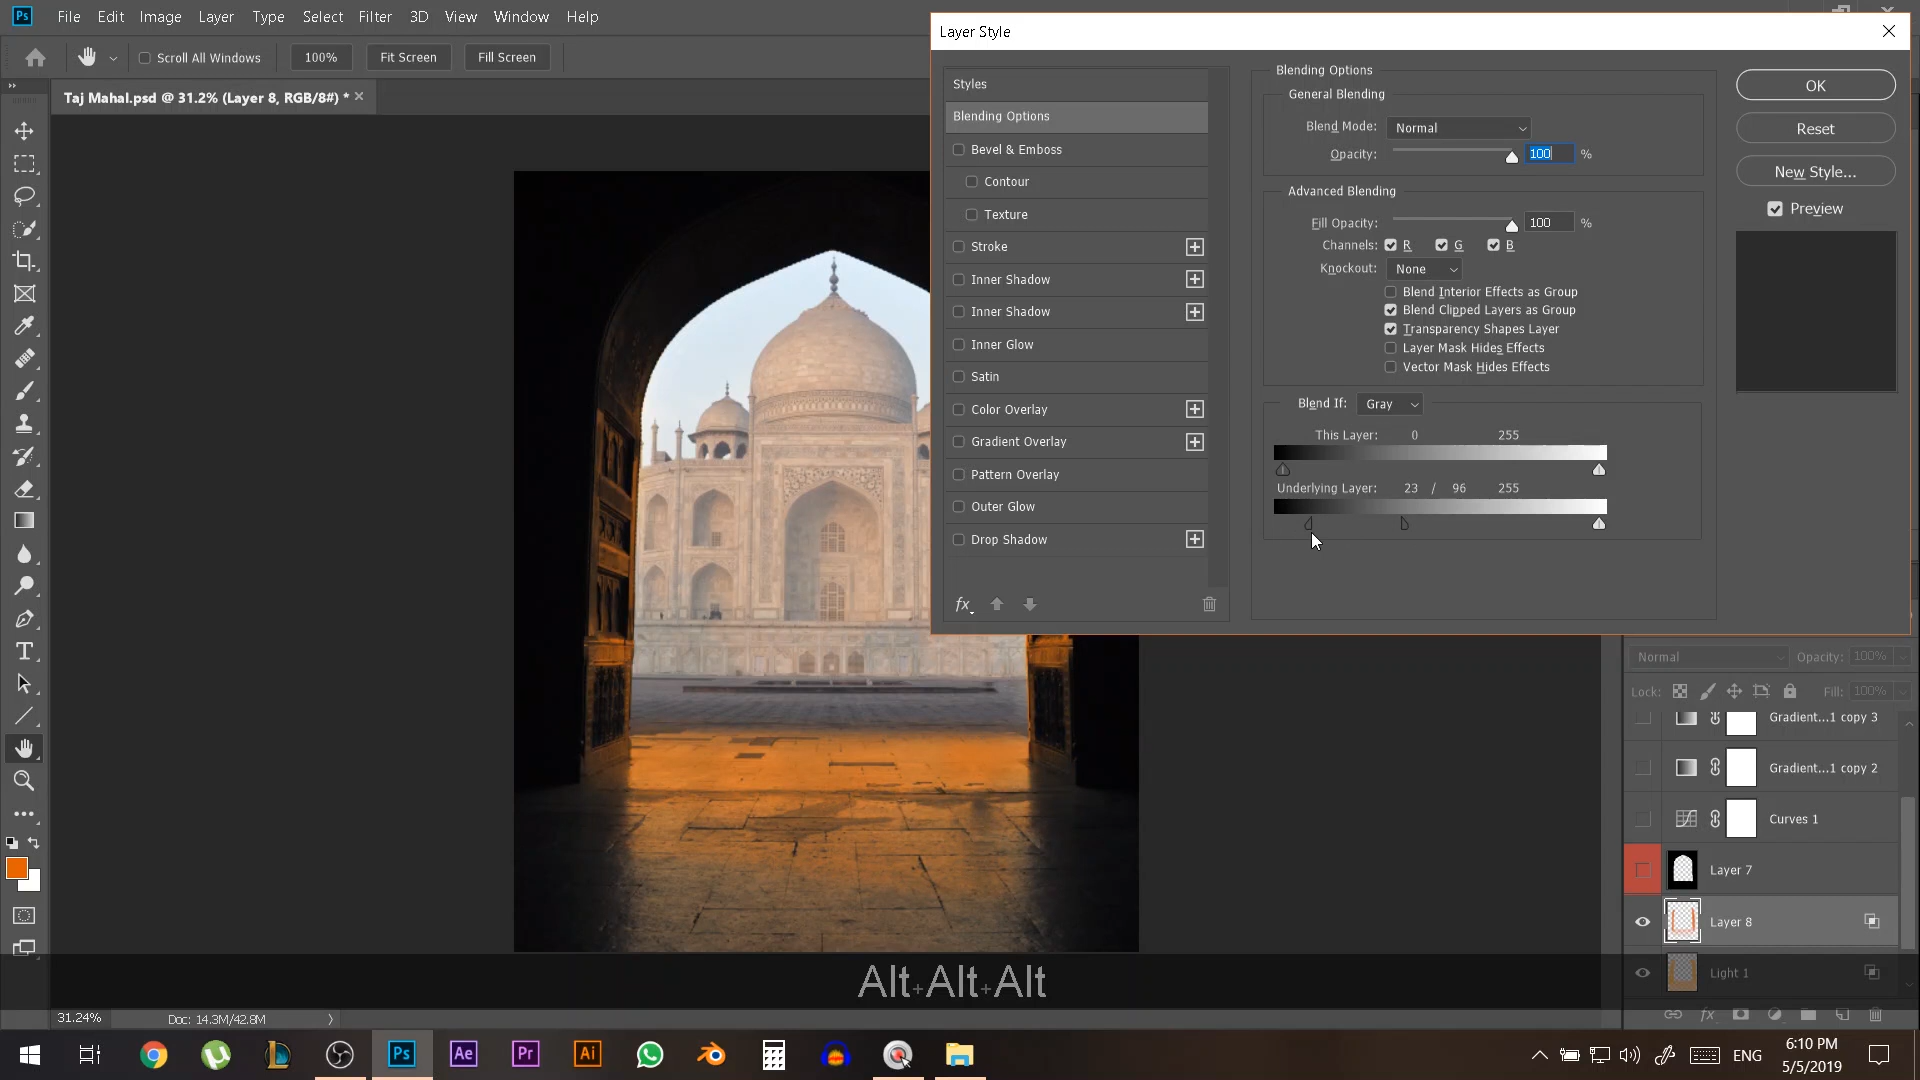 Ps File Edit Image Layer Type Select Filter 3D View Window Help
Scroll All Windows 100% Fit Screen Fill Screen
Taj Mahal.psd @ 31.2% (Layer 8, RGB/8#) *
Layer Style
Styles
Blending Options
Bevel & Emboss
Contour
Texture
Stroke
Inner Shadow
Inner Shadow
Inner Glow
Satin
Color Overlay
Gradient Overlay
Pattern Overlay
Outer Glow
Drop Shadow
fx
Blending Options
General Blending
Blend Mode: Normal
Opacity: 100 %
Advanced Blending
Fill Opacity: 100 %
Channels: R G B
Knockout: None
Blend Interior Effects as Group
Blend Clipped Layers as Group
Transparency Shapes Layer
Layer Mask Hides Effects
Vector Mask Hides Effects
Blend If: Gray
This Layer: 0 255
Underlying Layer: 23 / 96 255
OK
Reset
New Style...
Preview
Normal Opacity: 100%
Lock: Fill: 100%
Gradient...1 copy 3
Gradient...1 copy 2
Curves 1
Layer 7
Layer 8
Light 1
fx
Alt+Alt+Alt
31.24% Doc: 14.3M/42.8M
Ps Ae Pr Ai
ENG
6:10 PM
5/5/2019